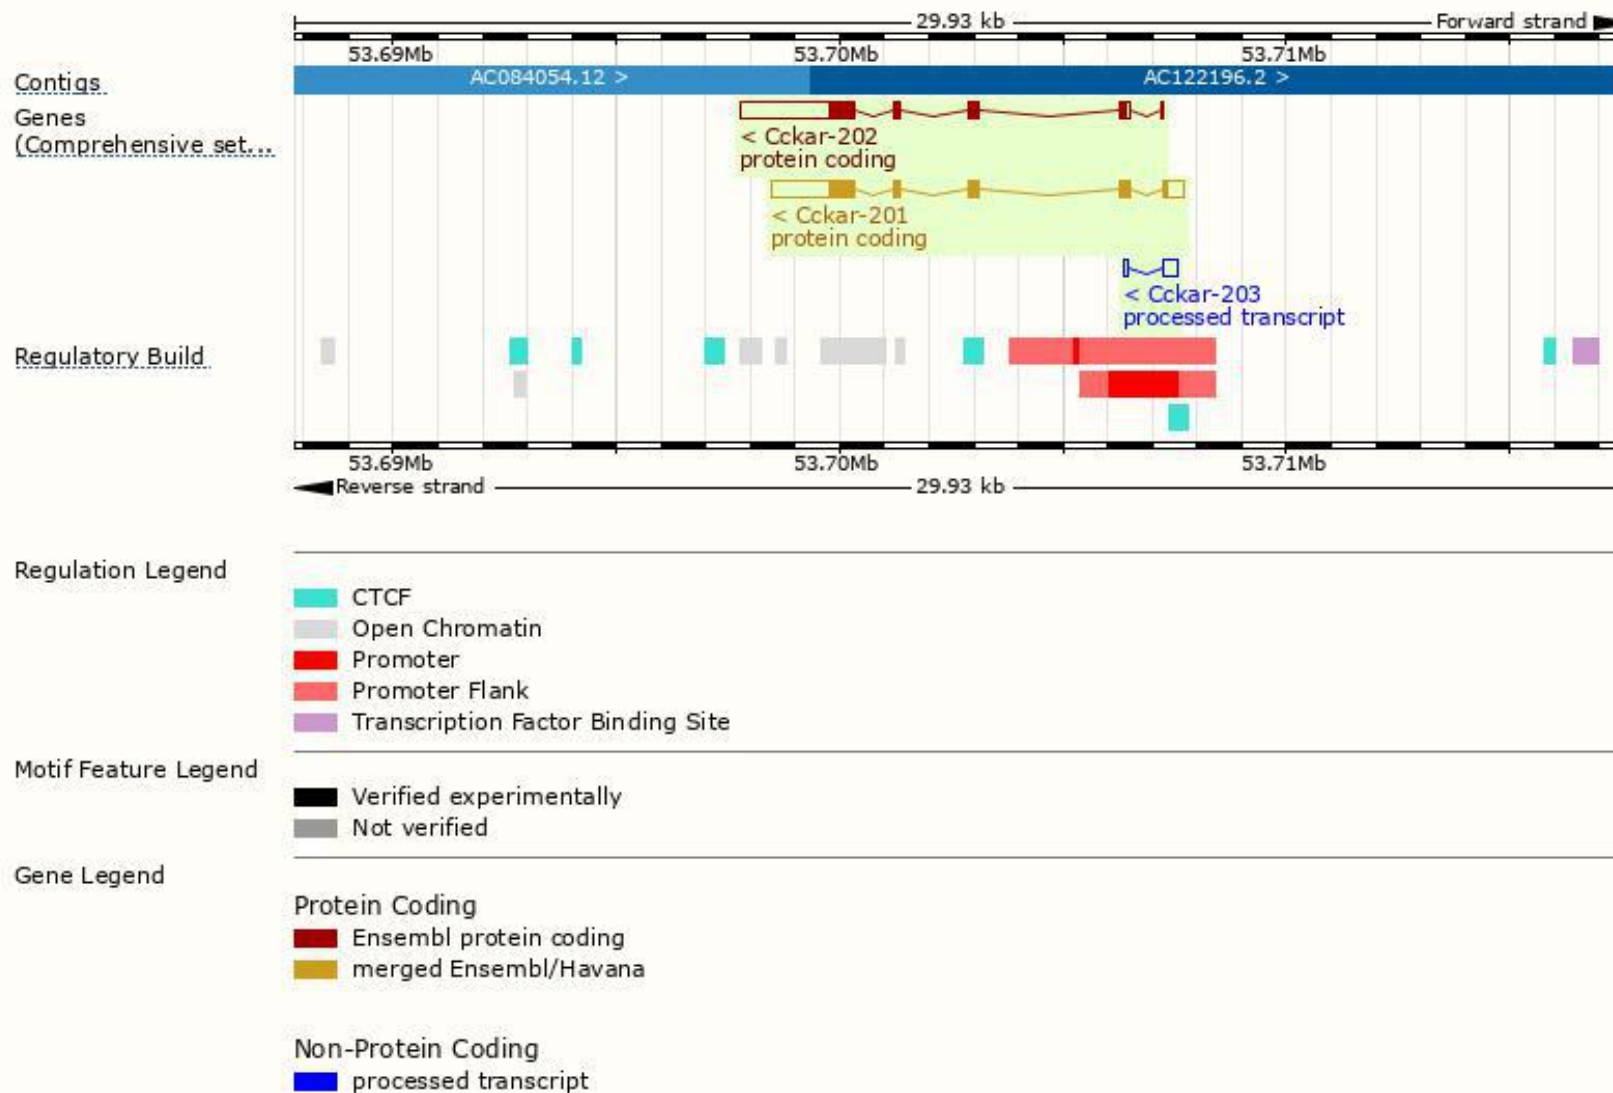 29.93 kb Forward strand
53.69Mb 53.70Mb 53.71Mb
Contigs AC084054.12 > AC122196.2 >
Genes
(Comprehensive set...
< Cckar-202
protein coding
< Cckar-201
protein coding
< Cckar-203
processed transcript
Regulatory Build
53.69Mb 53.70Mb 53.71Mb
Reverse strand 29.93 kb
Regulation Legend
CTCF
Open Chromatin
Promoter
Promoter Flank
Transcription Factor Binding Site
Motif Feature Legend
Verified experimentally
Not verified
Gene Legend
Protein Coding
Ensembl protein coding
merged Ensembl/Havana
Non-Protein Coding
processed transcript